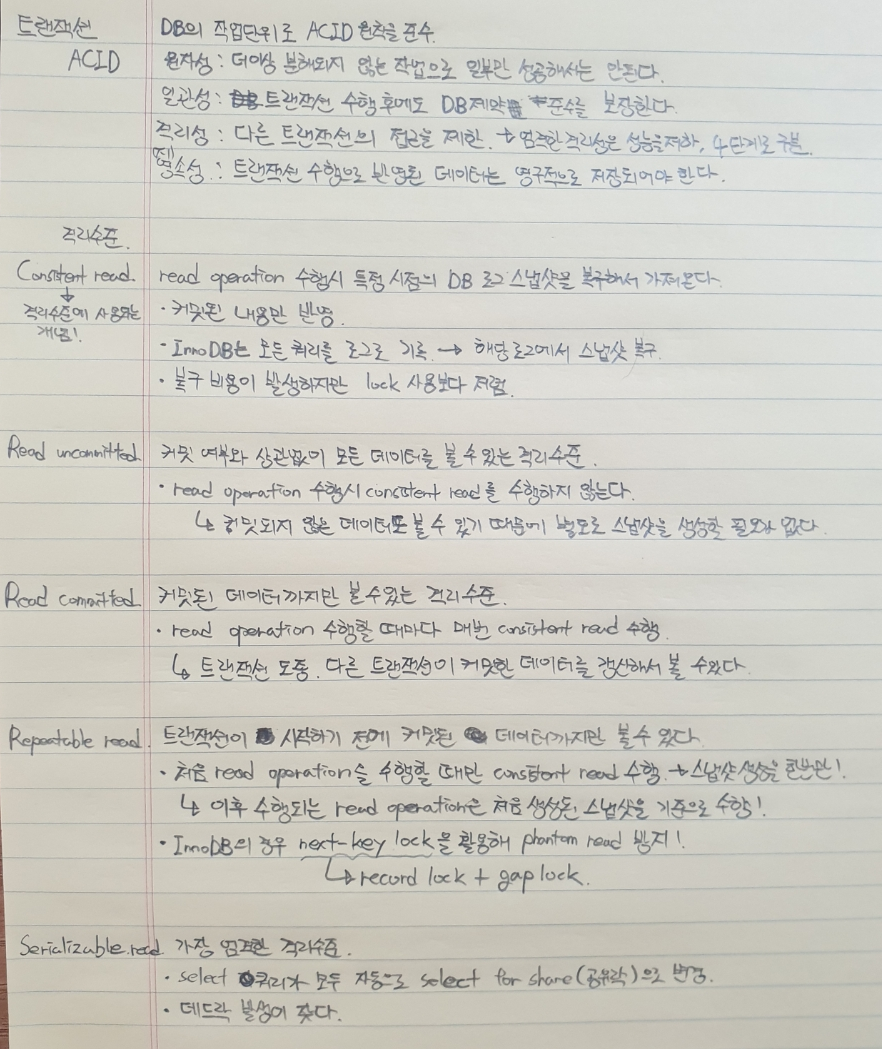 트랜잭션 DB의 작업단위로 ACID 원칙을 준수.
ACID 원자성 : 더이상 분해되지 않는 작업으로 일부만 성공해서는 안된다.
일관성 : 트랜잭션 수행 후에도 DB 제약 준수를 보장한다.
격리성 : 다른 트랜잭션의 접근을 제한. → 엄격한 격리성은 성능을 저하, 4단계로 구분.
영속성 : 트랜잭션 수행으로 반영된 데이터는 영구적으로 저장되어야 한다.
격리수준.
Consistent read. read operation 수행시 특정 시점의 DB 로그 스냅샷을 복구해서 가져온다.
↓
격리수준에 사용되는 · 커밋된 내용만 반영.
개념!
· InnoDB는 모든 쿼리를 로그로 기록 → 해당 로그에서 스냅샷 복구.
· 복구 비용이 발생하지만 lock 사용보다 저렴.
Read uncommitted 커밋 여부와 상관없이 모든 데이터를 볼 수 있는 격리수준.
· read operation 수행시 consistent read를 수행하지 않는다.
↳ 커밋되지 않은 데이터도 볼 수 있기 때문에 별도로 스냅샷을 생성할 필요가 없다.
Read committed 커밋된 데이터까지만 볼 수 있는 격리수준.
· read operation 수행할 때마다 매번 consistent read 수행.
↳ 트랜잭션 도중 다른 트랜잭션이 커밋한 데이터를 갱신해서 볼 수 있다.
Repeatable read. 트랜잭션이 시작하기 전에 커밋된 데이터까지만 볼 수 있다.
· 처음 read operation을 수행할 때만 consistent read 수행. → 스냅샷 생성을 한번만!
↳ 이후 수행되는 read operation은 처음 생성된 스냅샷을 기준으로 수행!
· InnoDB의 경우 next-key lock을 활용해 phantom read 방지!
↳ record lock + gap lock.
Serializable read. 가장 엄격한 격리수준.
· select 쿼리가 모두 자동으로 select for share(공유락)으로 변경.
· 데드락 발생이 잦다.